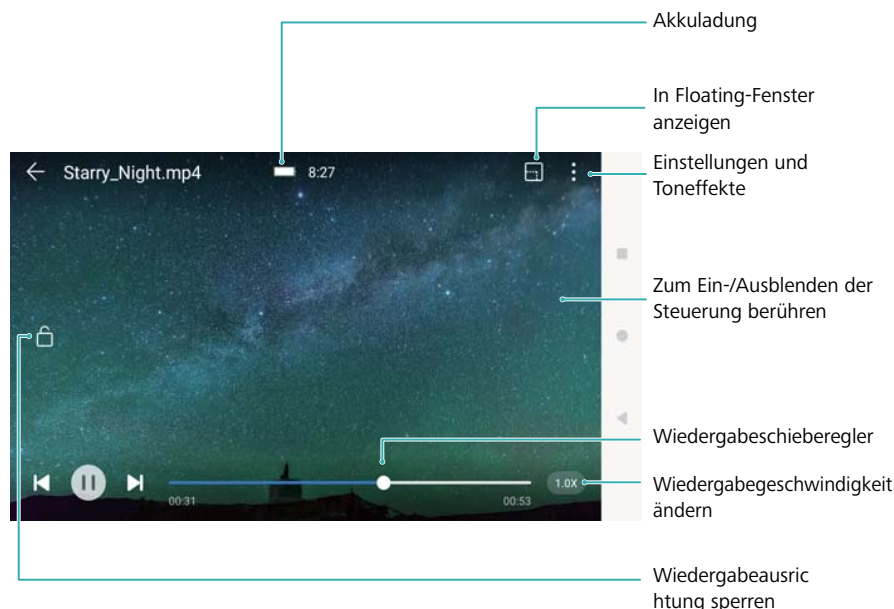 Akkuladung
In Floating-Fenster
anzeigen
Starry_Night.mp4
8:27
Einstellungen und
Toneffekte
Zum Ein-/Ausblenden der
Steuerung berühren
Wiedergabeschieberegler
00:31
00:53
1.0X
Wiedergabegeschwindigkeit
ändern
Wiedergabeausric
htung sperren